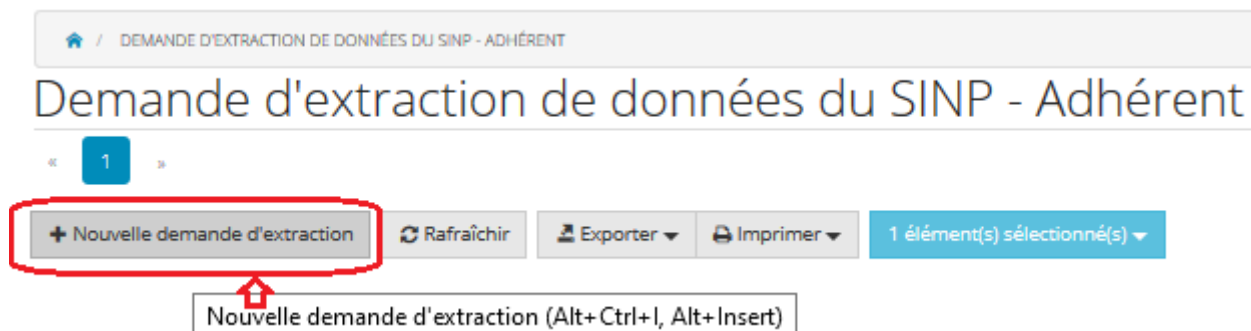 / DEMANDE D'EXTRACTION DE DONNÉES DU SINP - ADHÉRENT
Demande d'extraction de données du SINP - Adhérent
« 1 »
+ Nouvelle demande d'extraction Rafraîchir Exporter Imprimer 1 élément(s) sélectionné(s)
Nouvelle demande d'extraction (Alt+Ctrl+I, Alt+Insert)